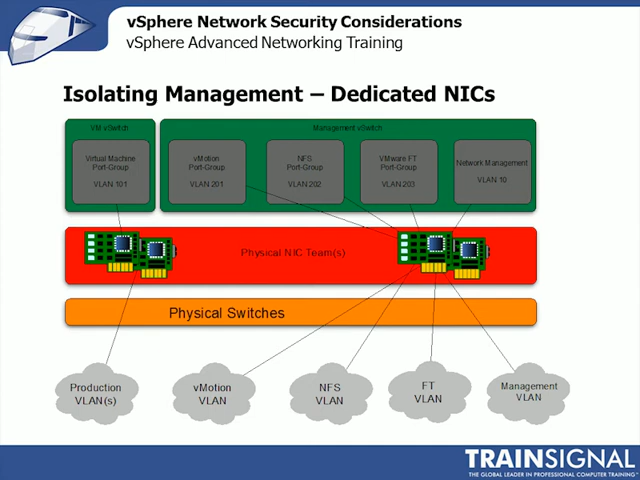 vSphere Network Security Considerations
vSphere Advanced Networking Training
Isolating Management – Dedicated NICs
VM vSwitch
Management vSwitch
Virtual Machine
Port-Group
VLAN 101
vMotion
Port-Group
VLAN 201
NFS
Port-Group
VLAN 202
VMware FT
Port-Group
VLAN 203
Network Management
VLAN 10
Physical NIC Team(s)
Physical Switches
Production
VLAN(s)
vMotion
VLAN
NFS
VLAN
FT
VLAN
Management
VLAN
TRAINSIGNAL
THE GLOBAL LEADER IN PROFESSIONAL COMPUTER TRAINING